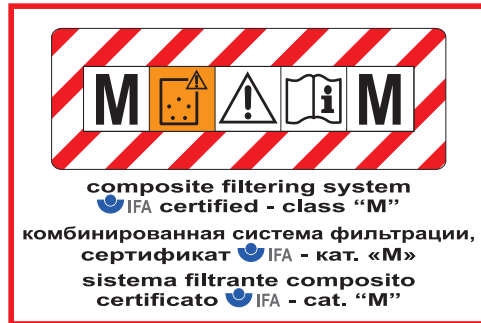 M M
composite filtering system
IFA certified - class “M”
комбинированная система фильтрации,
сертификат IFA - кат. «М»
sistema filtrante composito
certificato IFA - cat. “M”